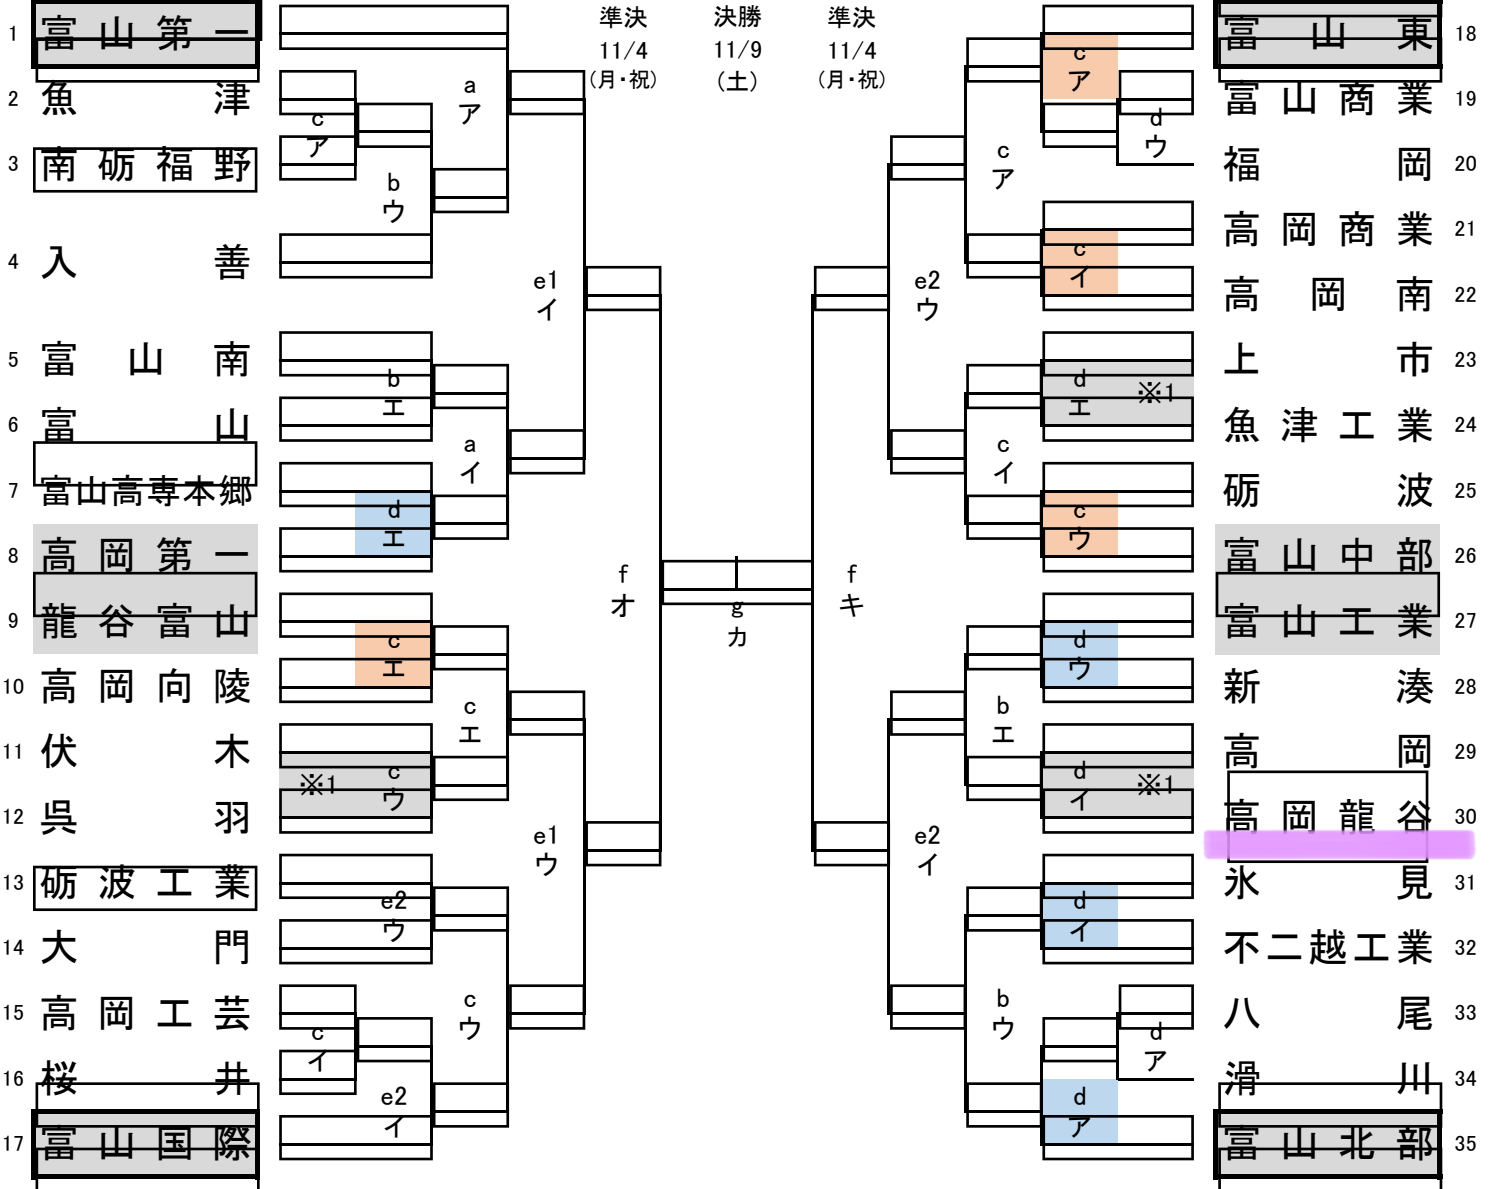 準決 決勝 準決
11/4 11/9 11/4
(月・祝) (土) (月・祝)
1 富山第一
2 魚津
3 南砺福野
4 入善
5 富山南
6 富山
7 富山高専本郷
8 高岡第一
9 龍谷富山
10 高岡向陵
11 伏木
12 呉羽
13 砺波工業
14 大門
15 高岡工芸
16 桜井
17 富山国際
c
ア
b
ウ
a
ア
b
エ
d
エ
a
イ
e1
イ
c
エ
※1 c
ウ
c
エ
e2
ウ
c
イ
e2
イ
c
ウ
e1
ウ
f
オ
g
カ
f
キ
e2
ウ
c
ア
c
ア
d
ウ
c
イ
d ※1
エ
c
イ
c
ウ
e2
イ
b
エ
d
ウ
d ※1
イ
b
ウ
d
イ
d
ア
d
ア
富山東 18
富山商業 19
福岡 20
高岡商業 21
高岡南 22
上市 23
魚津工業 24
砺波 25
富山中部 26
富山工業 27
新湊 28
高岡 29
高岡龍谷 30
氷見 31
不二越工業 32
八尾 33
滑川 34
富山北部 35